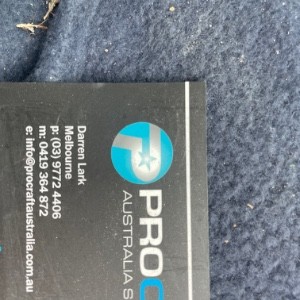 PROC
AUSTRALIA S
Darren Lark
Melbourne
p: (03) 9772 4406
m: 0419 364 872
e: info@procraftaustralia.com.au